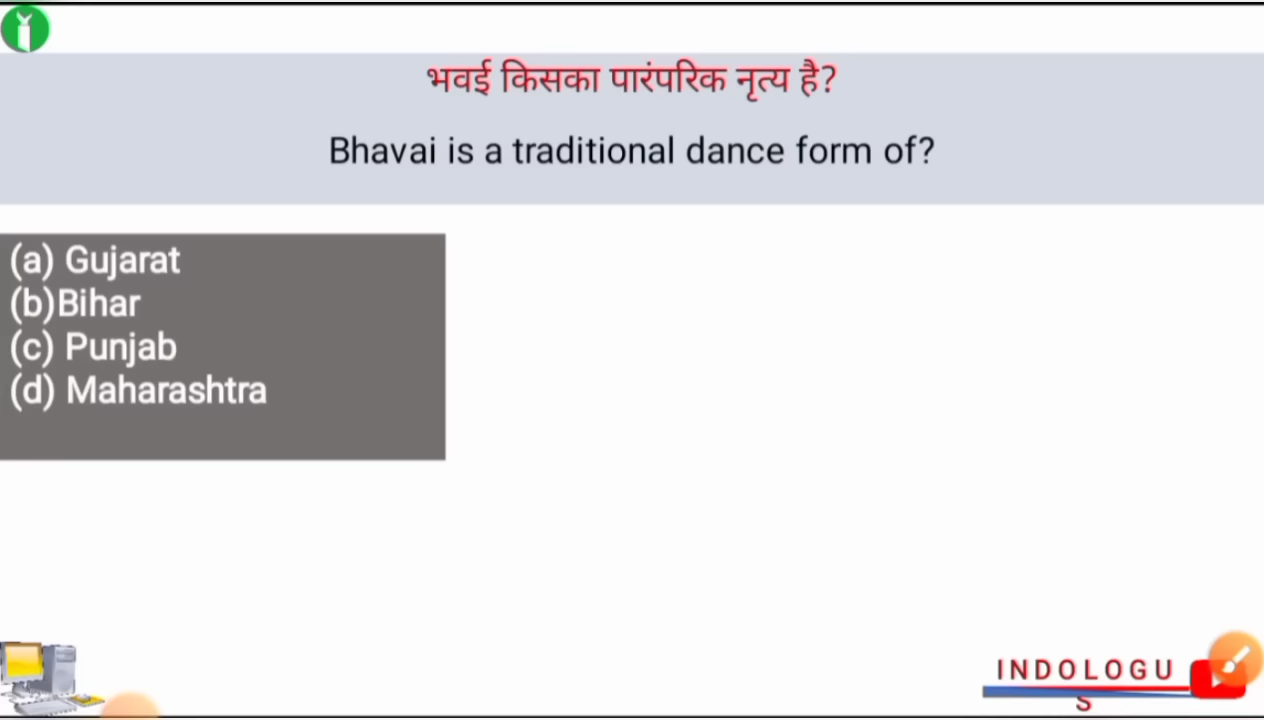 भवई किसका पारंपरिक नृत्य है?
Bhavai is a traditional dance form of?
(a) Gujarat
(b)Bihar
(c) Punjab
(d) Maharashtra
INDOLOGU
S